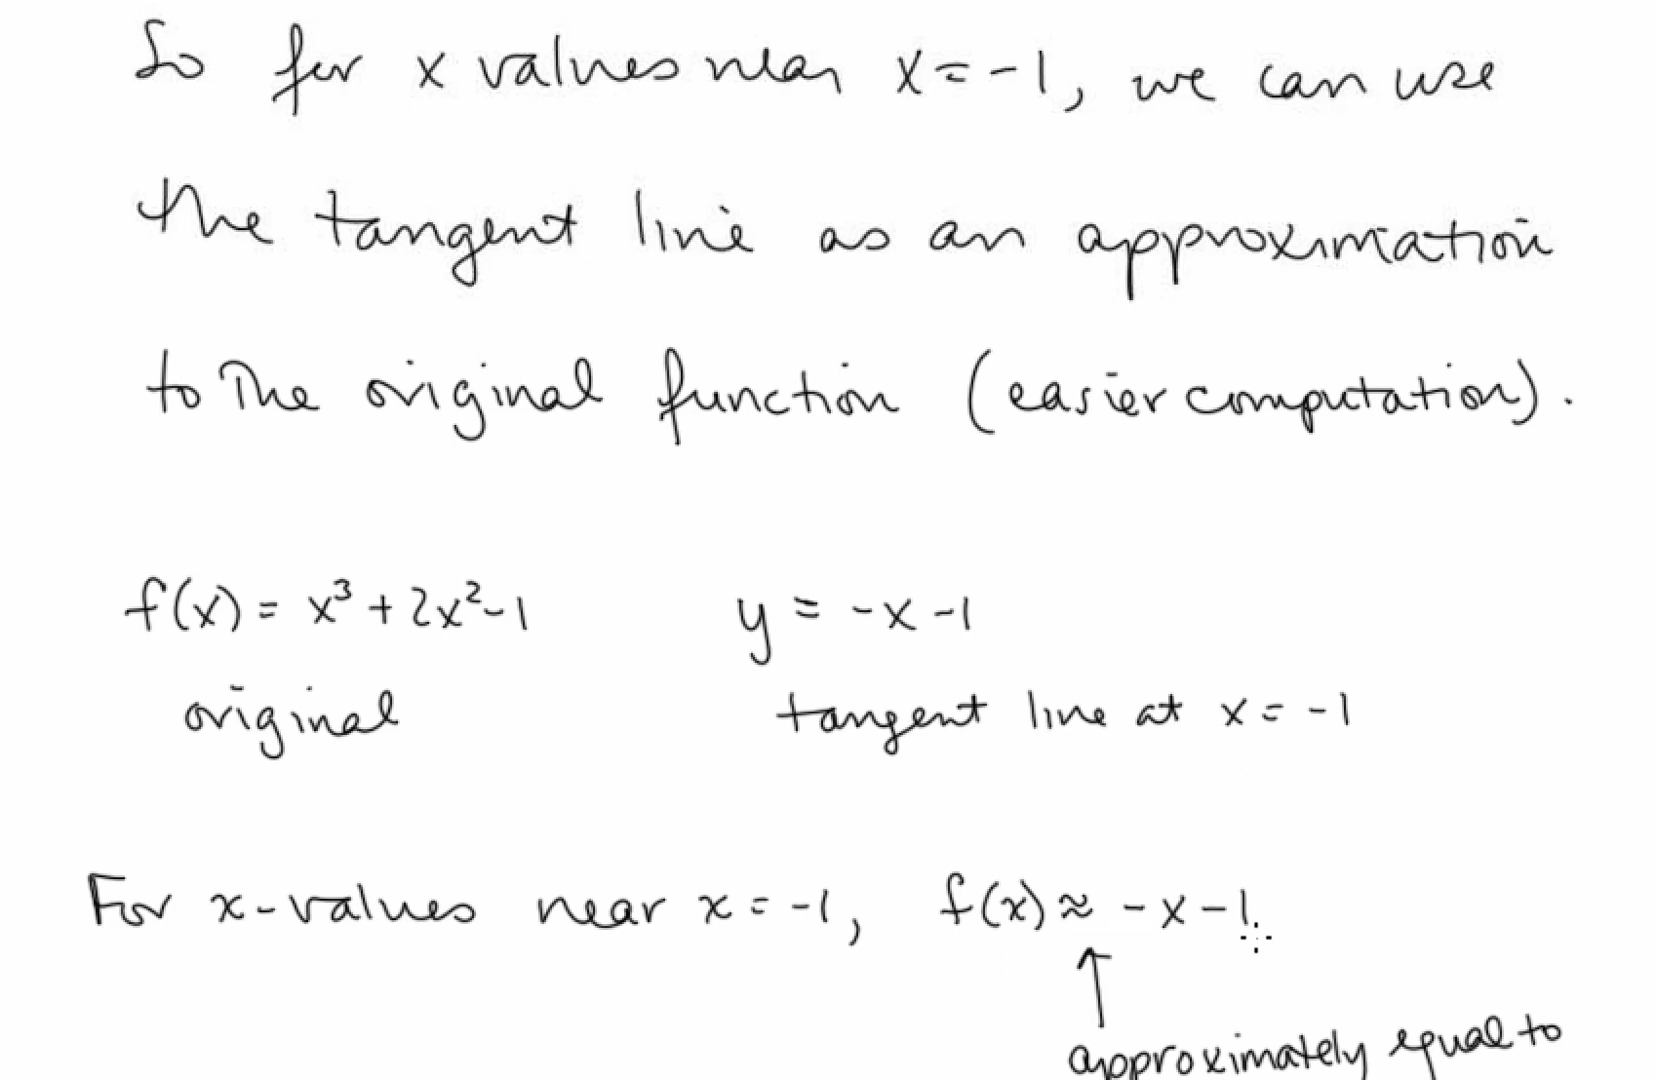 So for x values near x = -1, we can use
the tangent line as an approximation
to the original function (easier computation).
f(x) = x³ + 2x² - 1 y = -x - 1
original tangent line at x = -1
For x-values near x = -1, f(x) ≈ -x - 1.
↑
approximately equal to